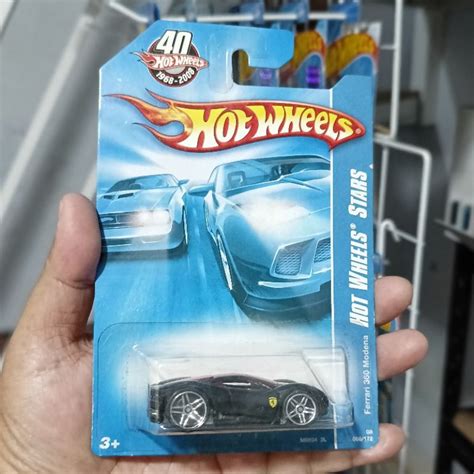 40
HOT WHEELS
1968-2008
HOT WHEELS
HOT WHEELS® STARS
Ferrari 360 Modena
3+